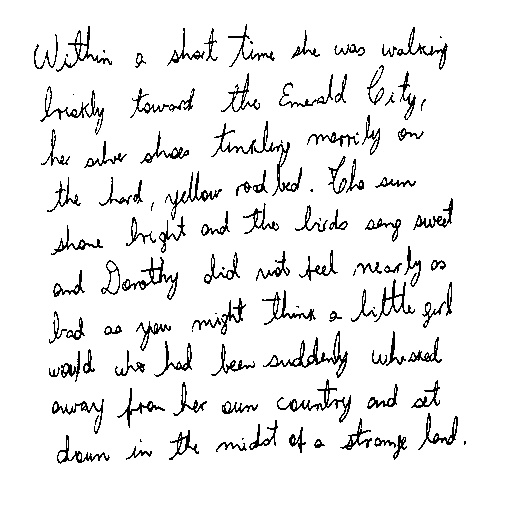 Within a short time she was walking
briskly toward the Emerald City,
her silver shoes tinkling merrily on
the hard, yellow road bed. The sun
shone bright and the birds sang sweet
and Dorothy did not feel nearly as
bad as you might think a little girl
would who had been suddenly whisked
away from her own country and set
down in the midst of a strange land.